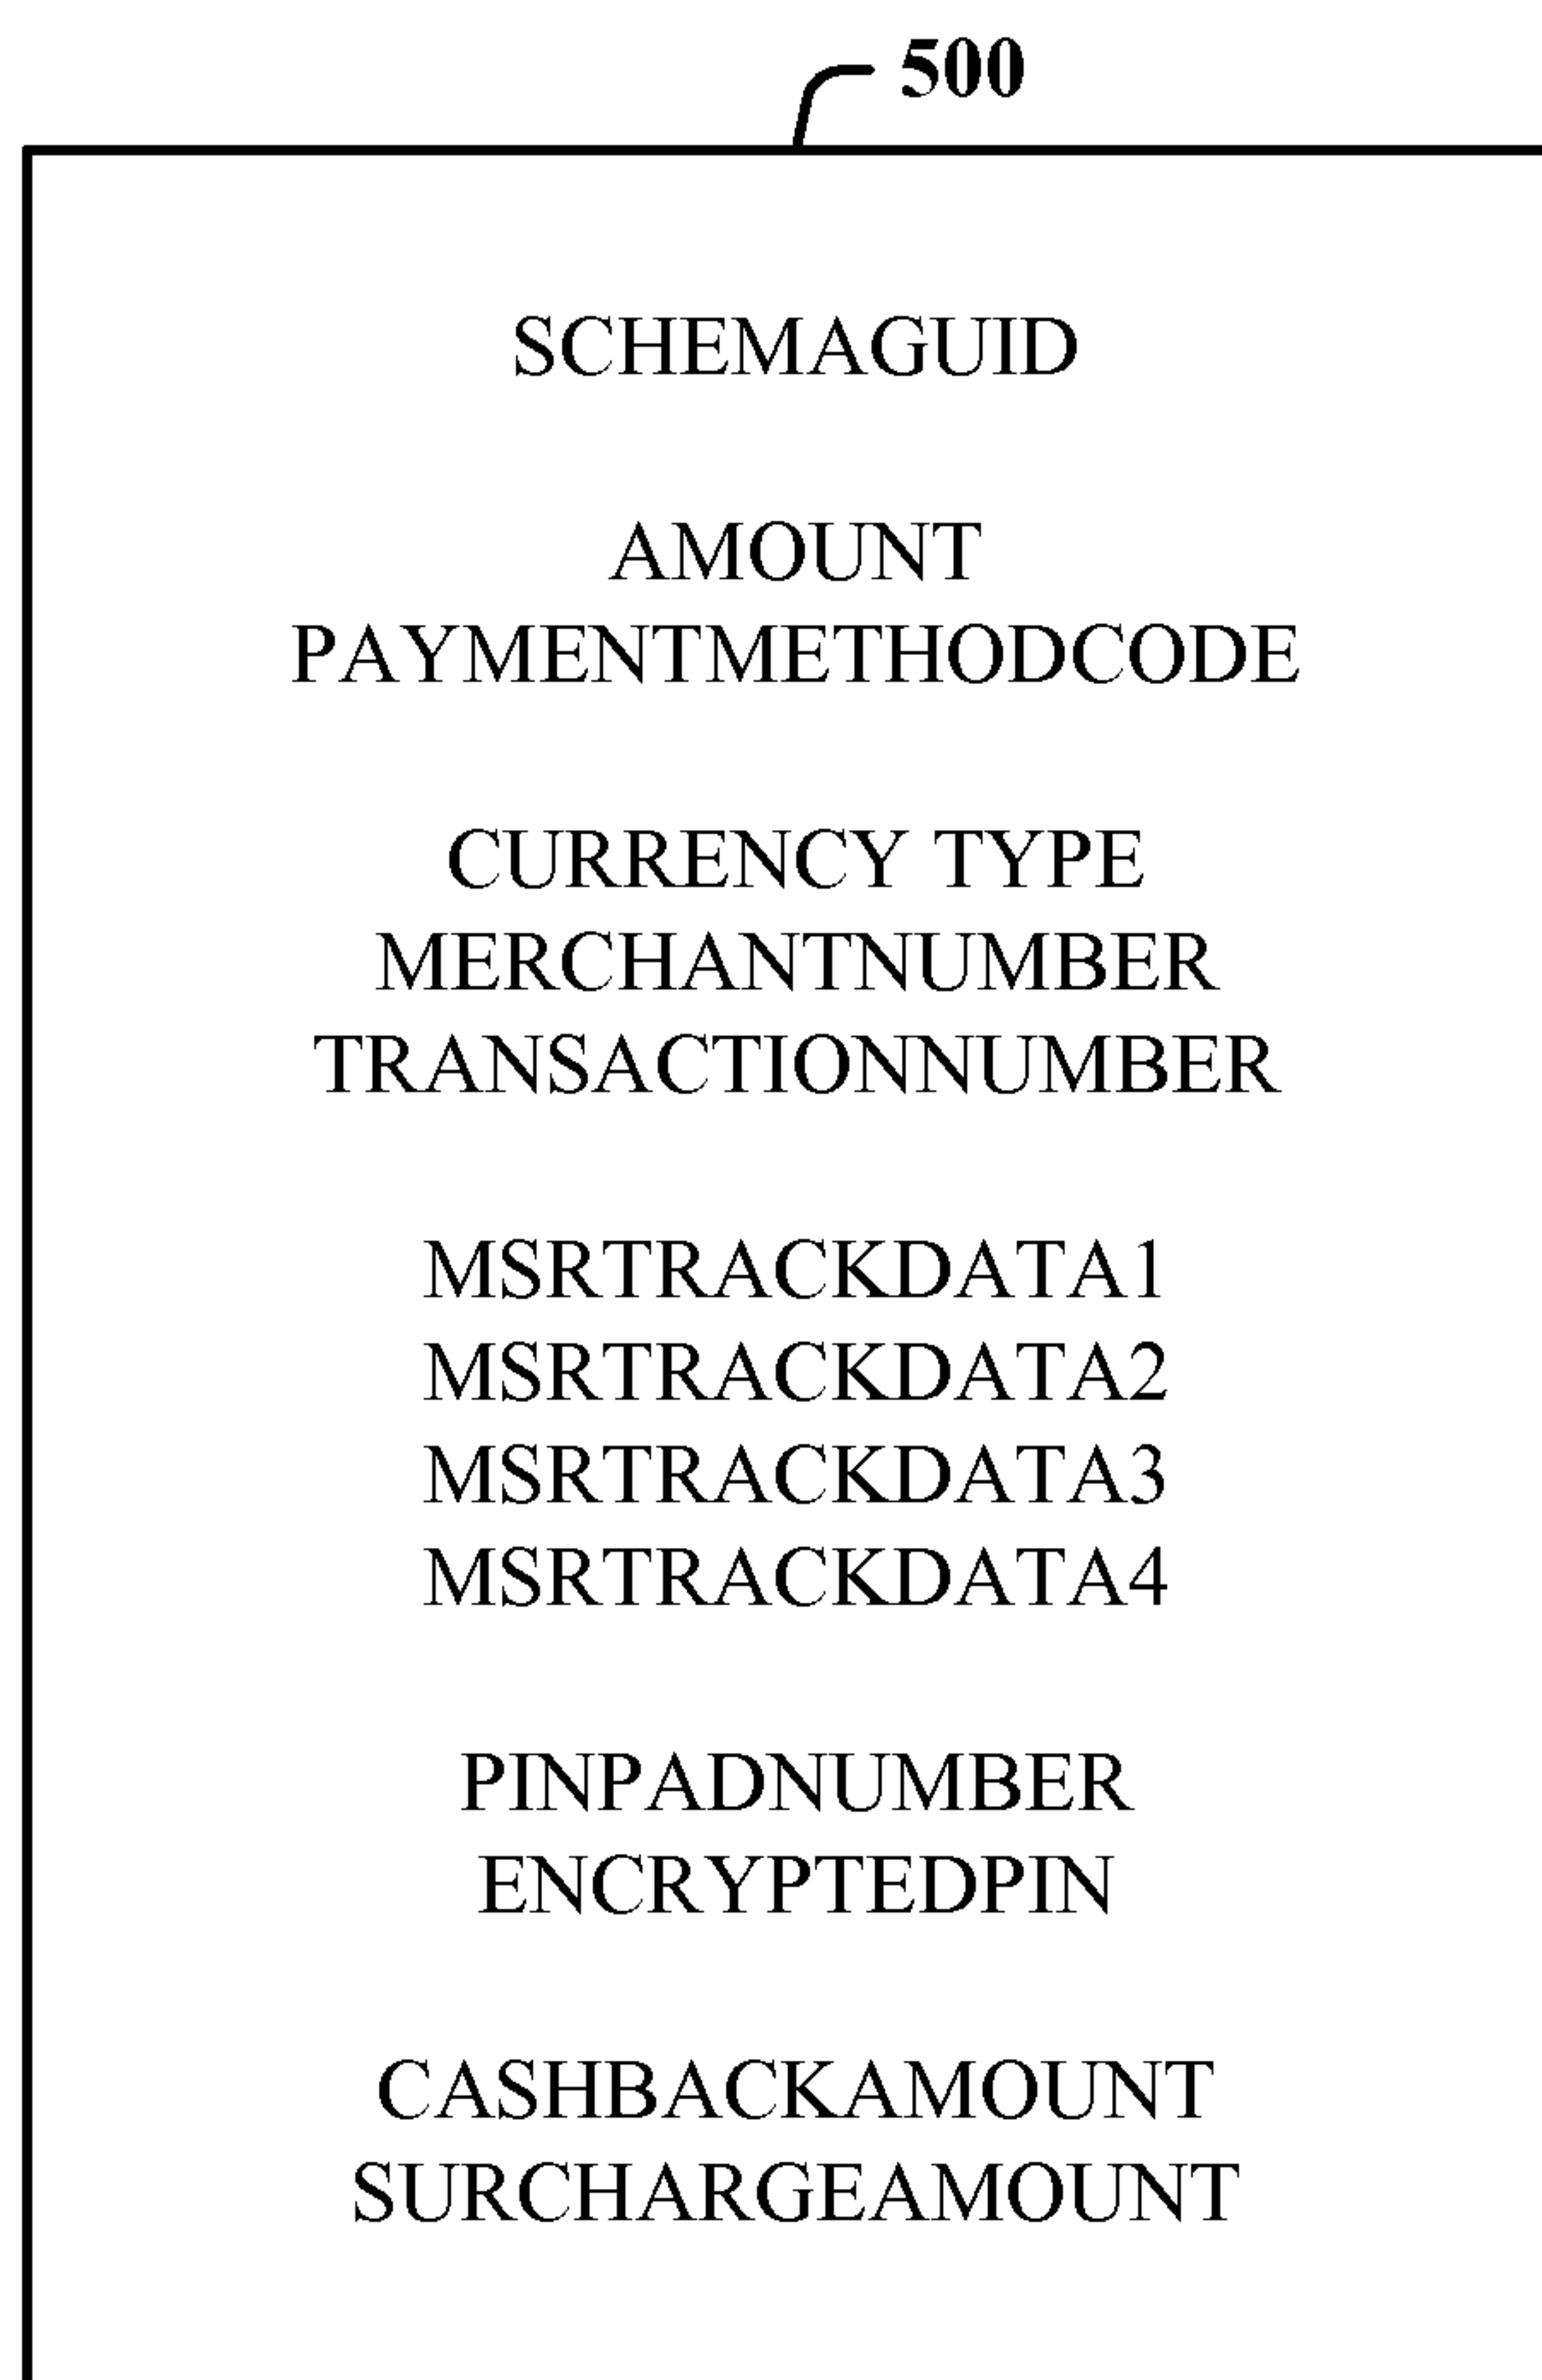 500
SCHEMAGUID
AMOUNT
PAYMENTMETHODCODE
CURRENCY TYPE
MERCHANTNUMBER
TRANSACTIONNUMBER
MSRTRACKDATA1
MSRTRACKDATA2
MSRTRACKDATA3
MSRTRACKDATA4
PINPADNUMBER
ENCRYPTEDPIN
CASHBACKAMOUNT
SURCHARGEAMOUNT